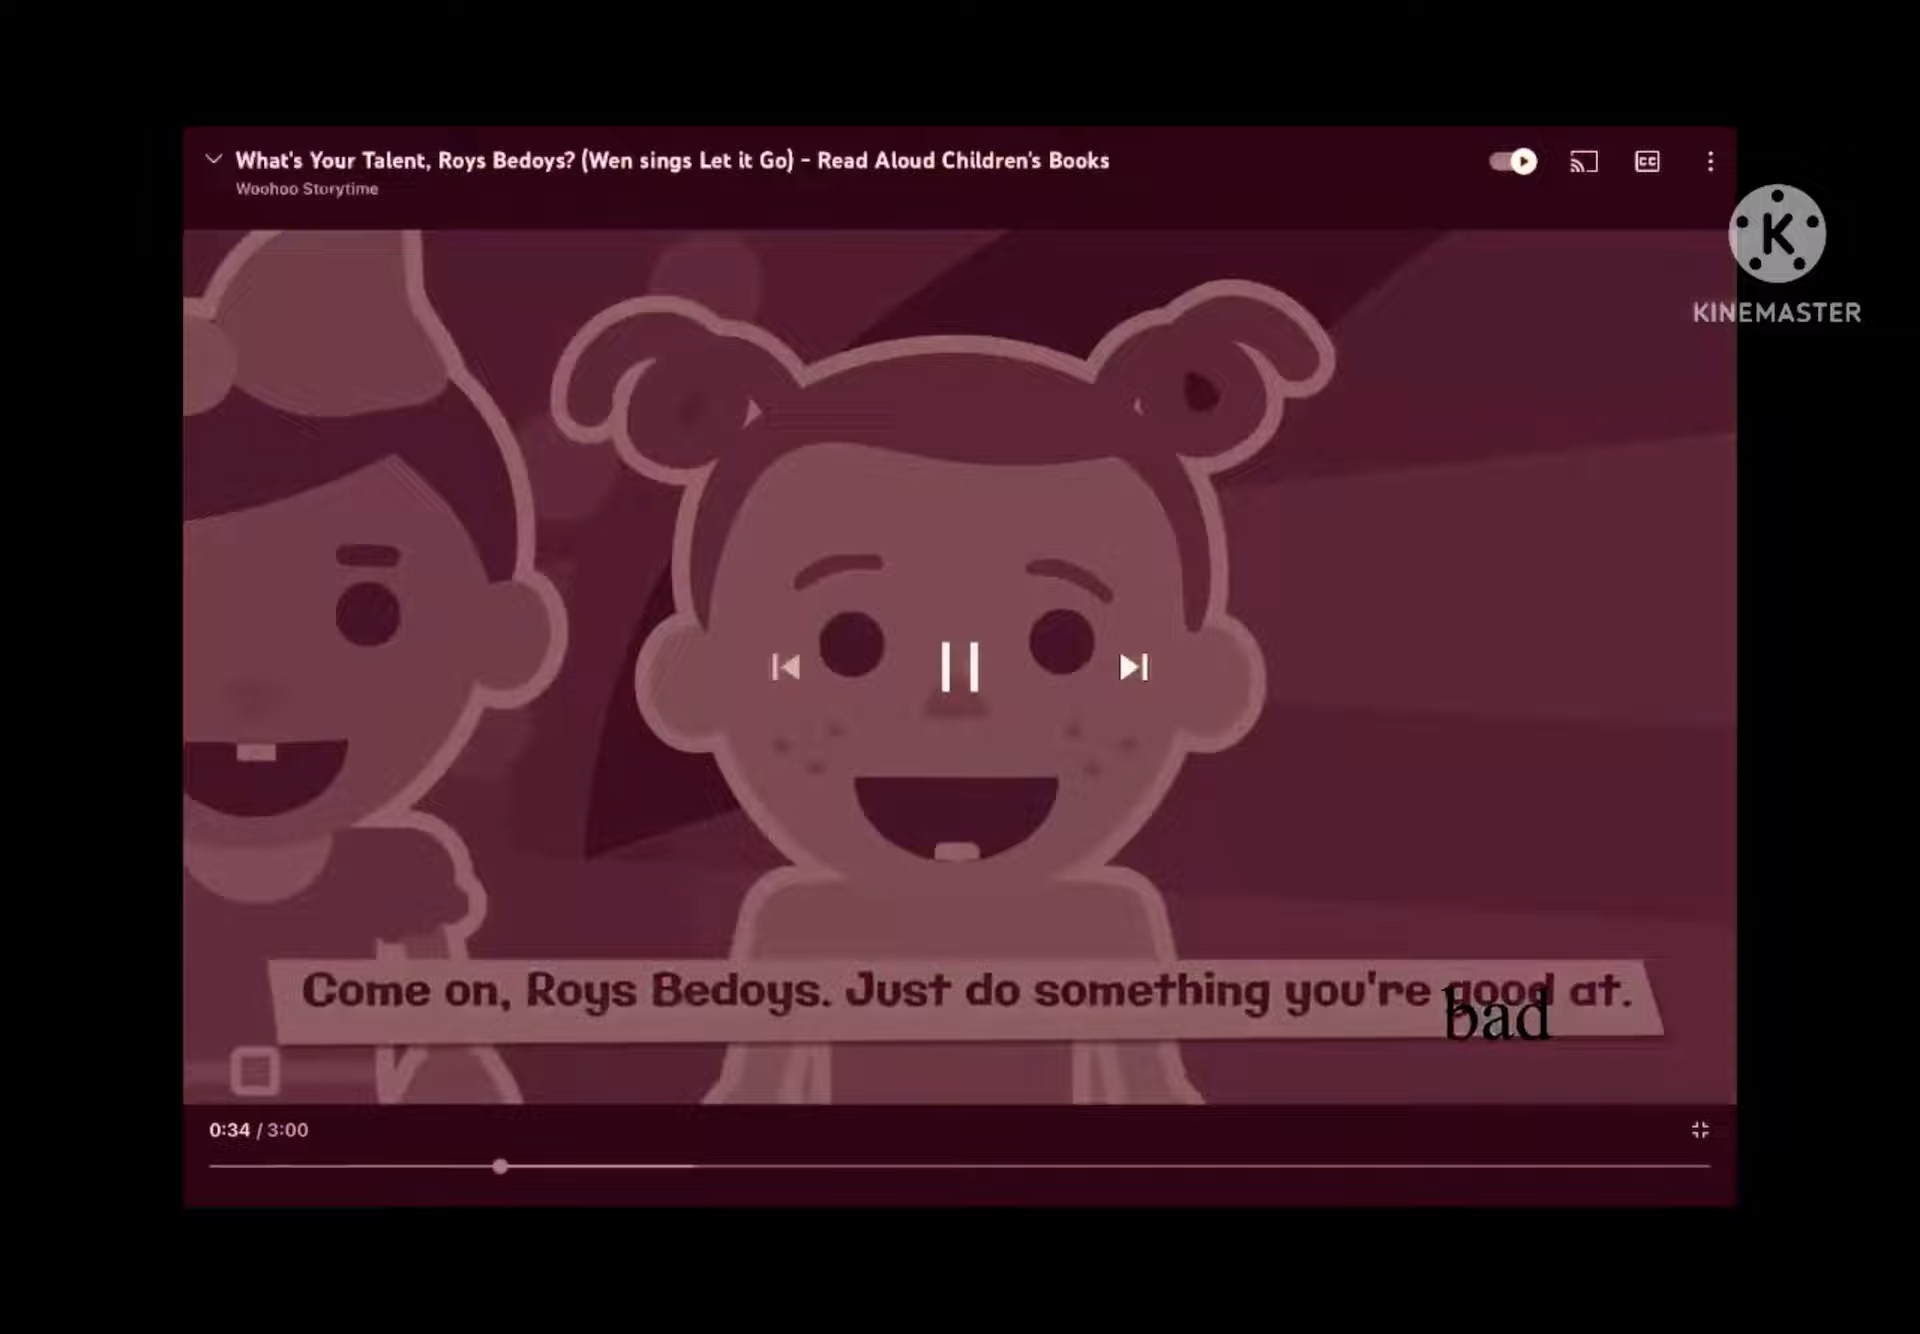 What's Your Talent, Roys Bedoys? (Wen sings Let it Go) - Read Aloud Children's Books
Woohoo Storytime
CC
K
KINEMASTER
Come on, Roys Bedoys. Just do something you're good at.
bad
0:34 / 3:00